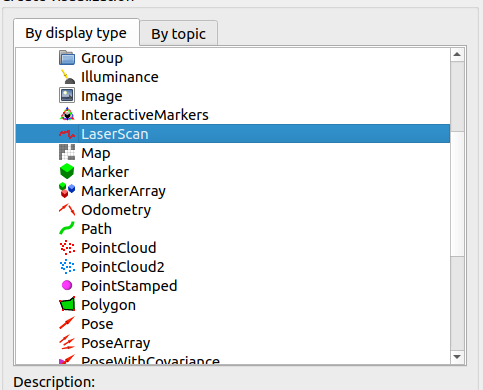 By display type
By topic
Group
Illuminance
Image
InteractiveMarkers
LaserScan
Map
Marker
MarkerArray
Odometry
Path
PointCloud
PointCloud2
PointStamped
Polygon
Pose
PoseArray
PoseWithCovariance
Description: